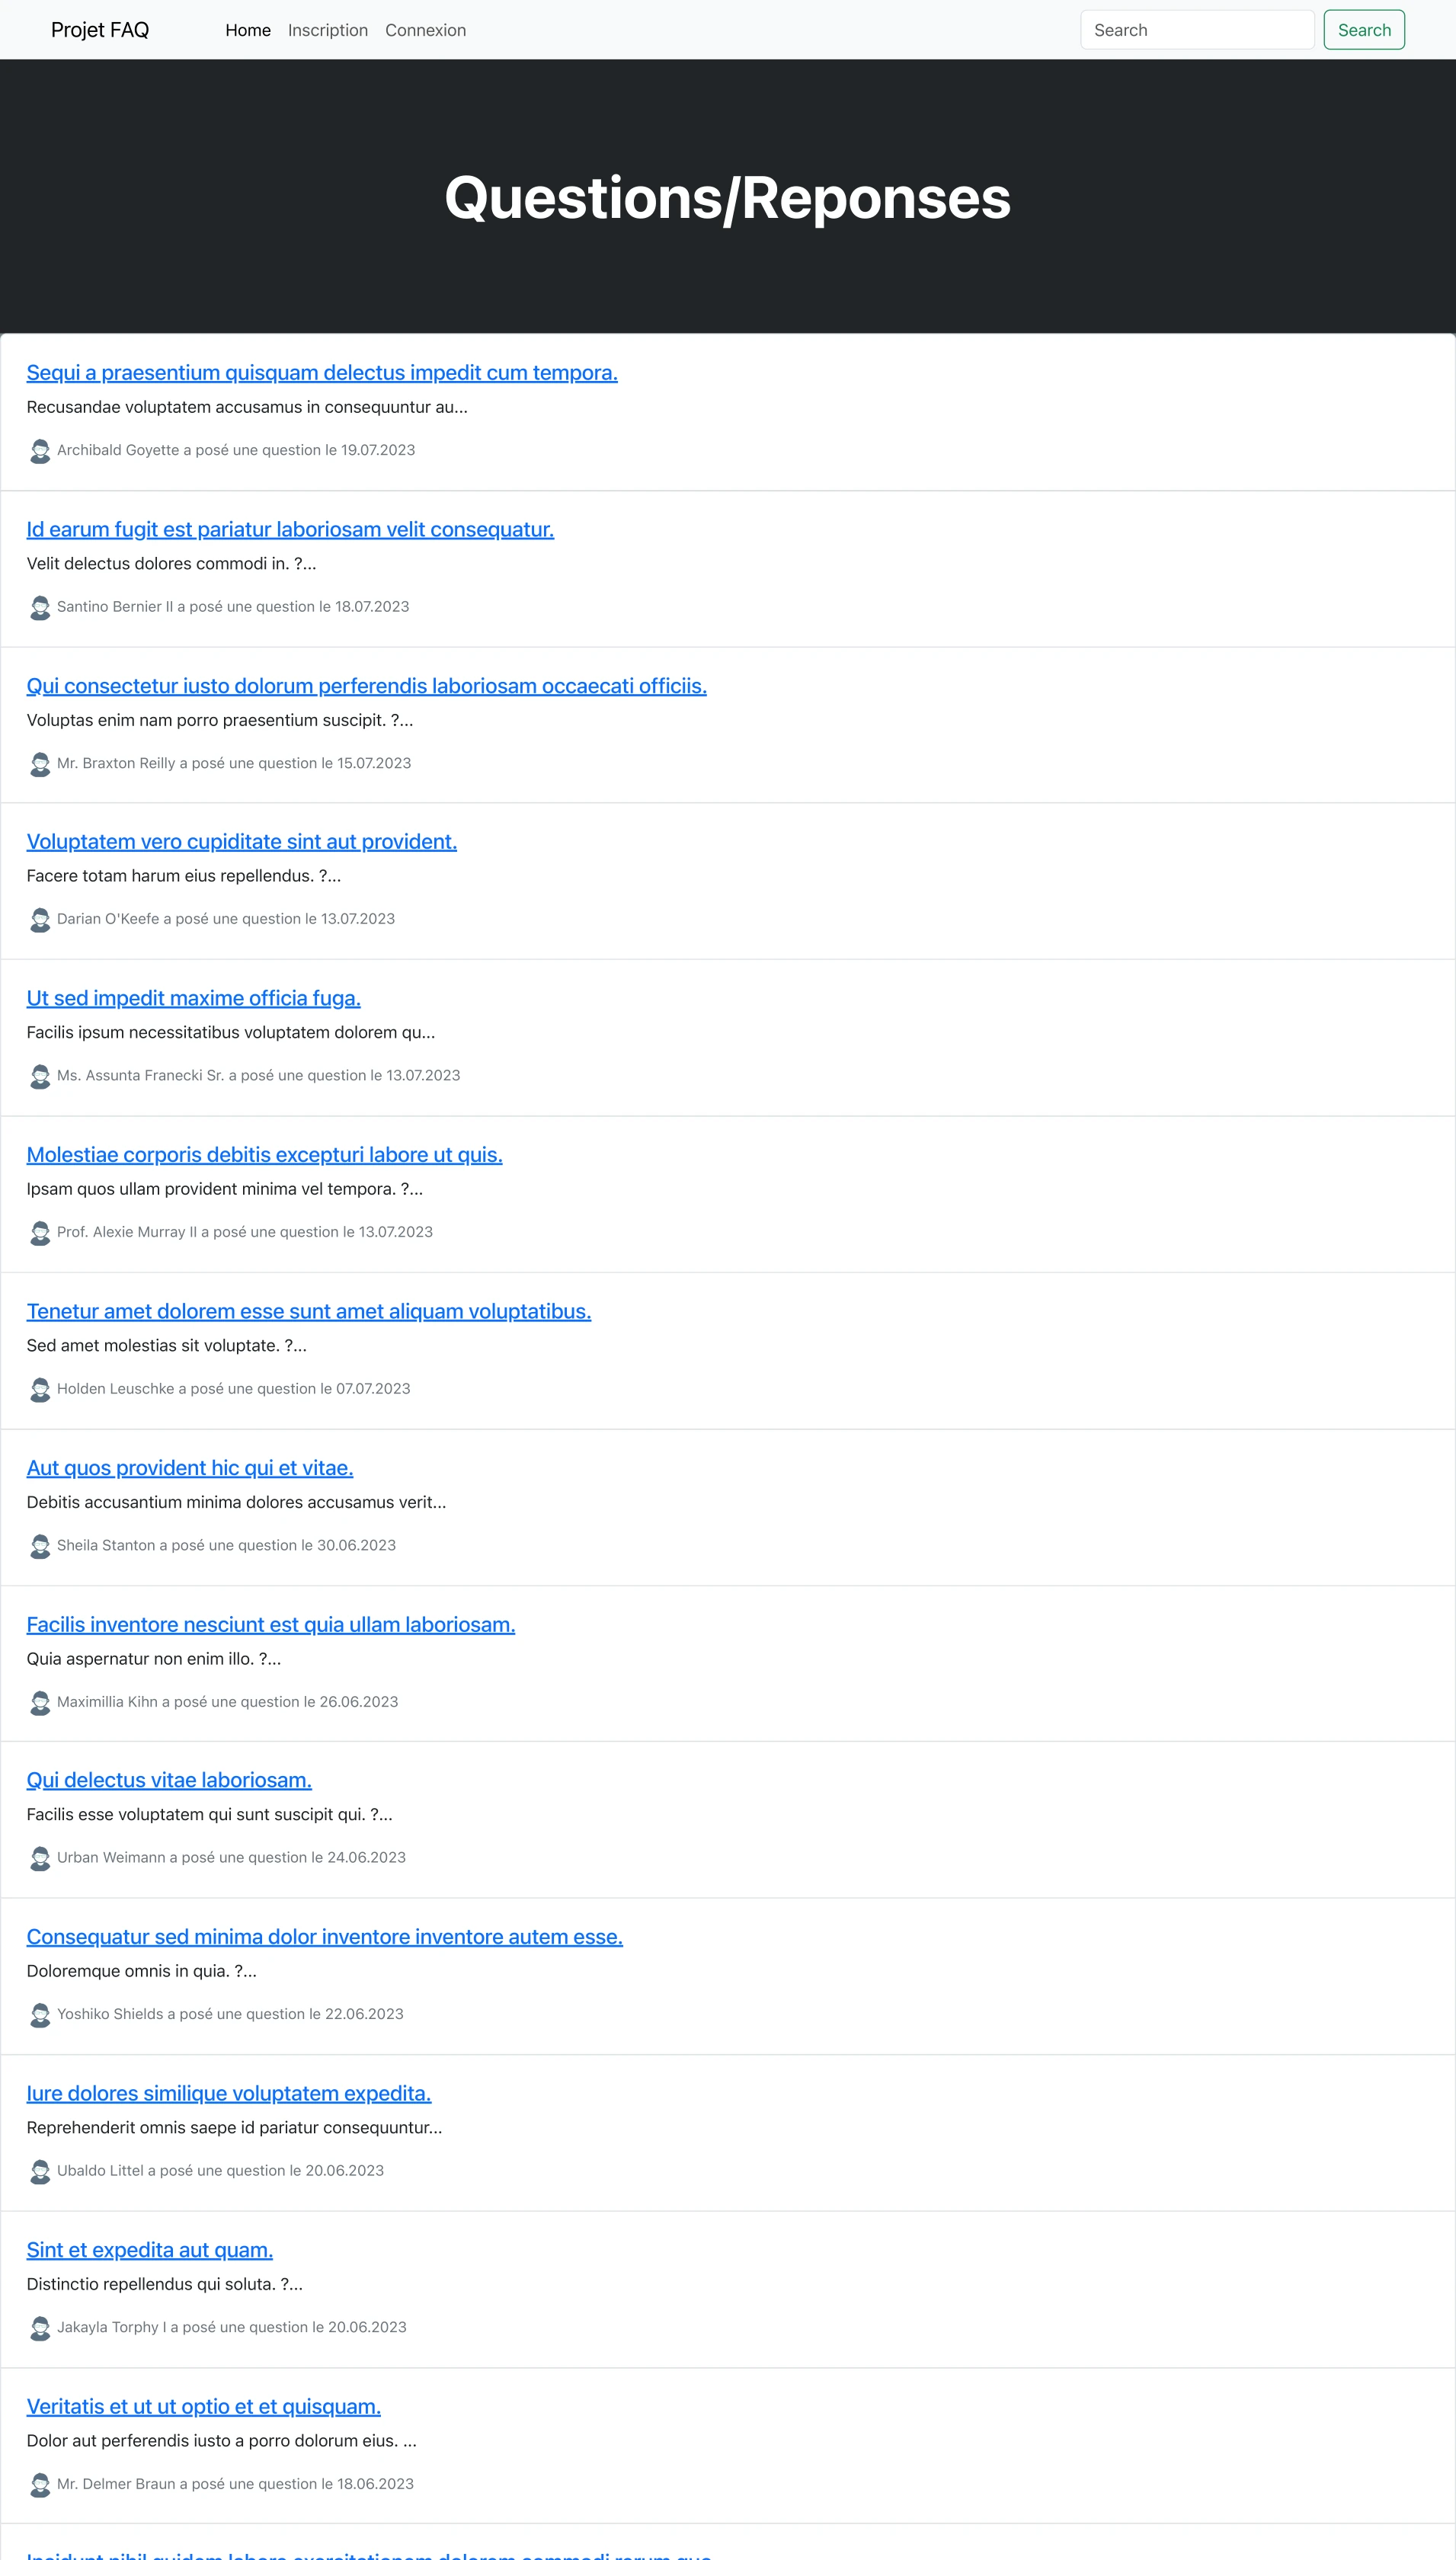 Projet FAQ Home Inscription Connexion Search Search
Questions/Reponses
Sequi a praesentium quisquam delectus impedit cum tempora.
Recusandae voluptatem accusamus in consequuntur au...
Archibald Goyette a posé une question le 19.07.2023
Id earum fugit est pariatur laboriosam velit consequatur.
Velit delectus dolores commodi in. ?...
Santino Bernier II a posé une question le 18.07.2023
Qui consectetur iusto dolorum perferendis laboriosam occaecati officiis.
Voluptas enim nam porro praesentium suscipit. ?...
Mr. Braxton Reilly a posé une question le 15.07.2023
Voluptatem vero cupiditate sint aut provident.
Facere totam harum eius repellendus. ?...
Darian O'Keefe a posé une question le 13.07.2023
Ut sed impedit maxime officia fuga.
Facilis ipsum necessitatibus voluptatem dolorem qu...
Ms. Assunta Franecki Sr. a posé une question le 13.07.2023
Molestiae corporis debitis excepturi labore ut quis.
Ipsam quos ullam provident minima vel tempora. ?...
Prof. Alexie Murray II a posé une question le 13.07.2023
Tenetur amet dolorem esse sunt amet aliquam voluptatibus.
Sed amet molestias sit voluptate. ?...
Holden Leuschke a posé une question le 07.07.2023
Aut quos provident hic qui et vitae.
Debitis accusantium minima dolores accusamus verit...
Sheila Stanton a posé une question le 30.06.2023
Facilis inventore nesciunt est quia ullam laboriosam.
Quia aspernatur non enim illo. ?...
Maximillia Kihn a posé une question le 26.06.2023
Qui delectus vitae laboriosam.
Facilis esse voluptatem qui sunt suscipit qui. ?...
Urban Weimann a posé une question le 24.06.2023
Consequatur sed minima dolor inventore inventore autem esse.
Doloremque omnis in quia. ?...
Yoshiko Shields a posé une question le 22.06.2023
Iure dolores similique voluptatem expedita.
Reprehenderit omnis saepe id pariatur consequuntur...
Ubaldo Littel a posé une question le 20.06.2023
Sint et expedita aut quam.
Distinctio repellendus qui soluta. ?...
Jakayla Torphy I a posé une question le 20.06.2023
Veritatis et ut ut optio et et quisquam.
Dolor aut perferendis iusto a porro dolorum eius. ...
Mr. Delmer Braun a posé une question le 18.06.2023